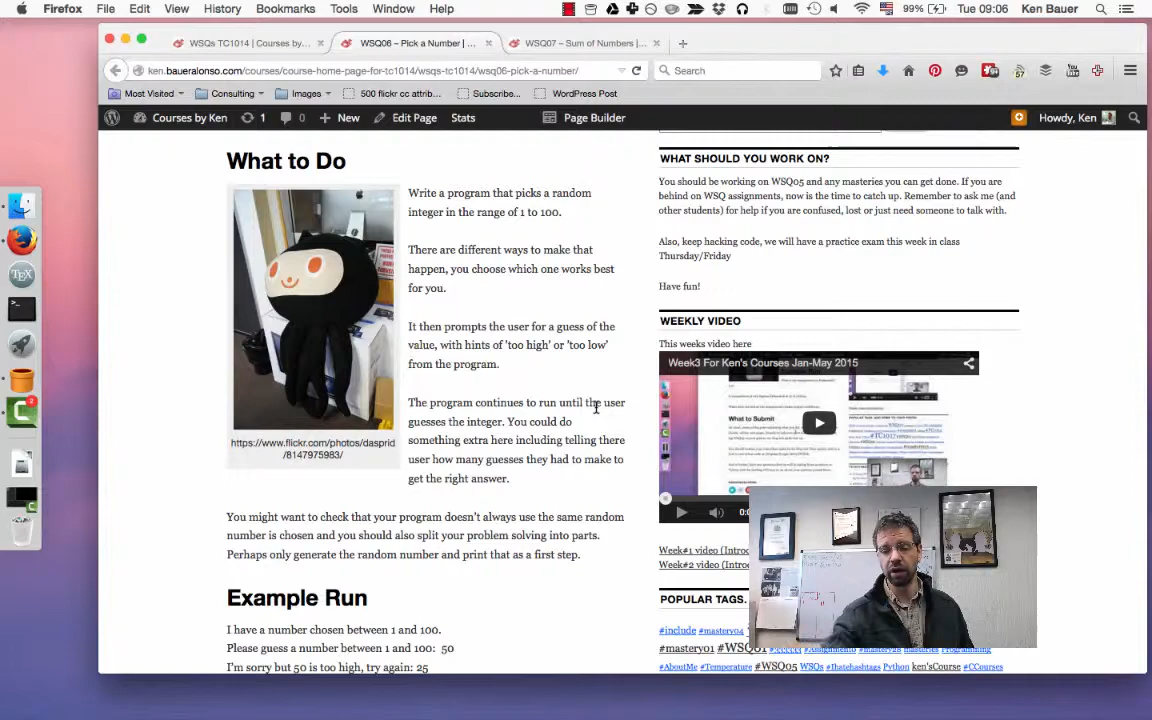 Firefox File Edit View History Bookmarks Tools Window Help 99% Tue 09:06 Ken Bauer
WSQs TC1014 | Courses by... × WSQ06 – Pick a Number | ... × WSQ07 – Sum of Numbers |... × +
ken.baueralonso.com/courses/course-home-page-for-tc1014/wsqs-tc1014/wsq06-pick-a-number/ Search 57
Most Visited Consulting Images 500 flickr cc attrib... Subscribe... WordPress Post
Courses by Ken 1 0 + New Edit Page Stats Page Builder Howdy, Ken
What to Do
Write a program that picks a random
integer in the range of 1 to 100.
There are different ways to make that
happen, you choose which one works best
for you.
It then prompts the user for a guess of the
value, with hints of 'too high' or 'too low'
from the program.
The program continues to run until the user
guesses the integer. You could do
something extra here including telling there
user how many guesses they had to make to
get the right answer.
https://www.flickr.com/photos/dasprid
/8147975983/
You might want to check that your program doesn't always use the same random
number is chosen and you should also split your problem solving into parts.
Perhaps only generate the random number and print that as a first step.
Example Run
I have a number chosen between 1 and 100.
Please guess a number between 1 and 100: 50
I'm sorry but 50 is too high, try again: 25
WHAT SHOULD YOU WORK ON?
You should be working on WSQ05 and any masteries you can get done. If you are
behind on WSQ assignments, now is the time to catch up. Remember to ask me (and
other students) for help if you are confused, lost or just need someone to talk with.
Also, keep hacking code, we will have a practice exam this week in class
Thursday/Friday
Have fun!
WEEKLY VIDEO
This weeks video here
Week3 For Ken's Courses Jan-May 2015
What to Submit
Week#1 video (Introd
Week#2 video (Intro
POPULAR TAGS.
#include #mastery04
#mastery01 #WSQ01
#AboutMe #Temperature #WSQ05 WSQs #Ihatehashtags Python ken'sCourse #CCourses
TEX
2